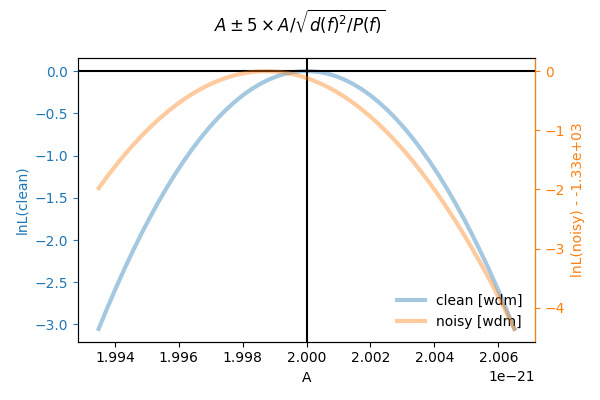 A ± 5 × A/√d(f)²/P(f)
0.0
−0.5
−1.0
−1.5
−2.0
−2.5
−3.0
lnL(clean)
0
−1
−2
−3
−4
lnL(noisy) - -1.33e+03
clean [wdm]
noisy [wdm]
1.994 1.996 1.998 2.000 2.002 2.004 2.006
1e−21
A